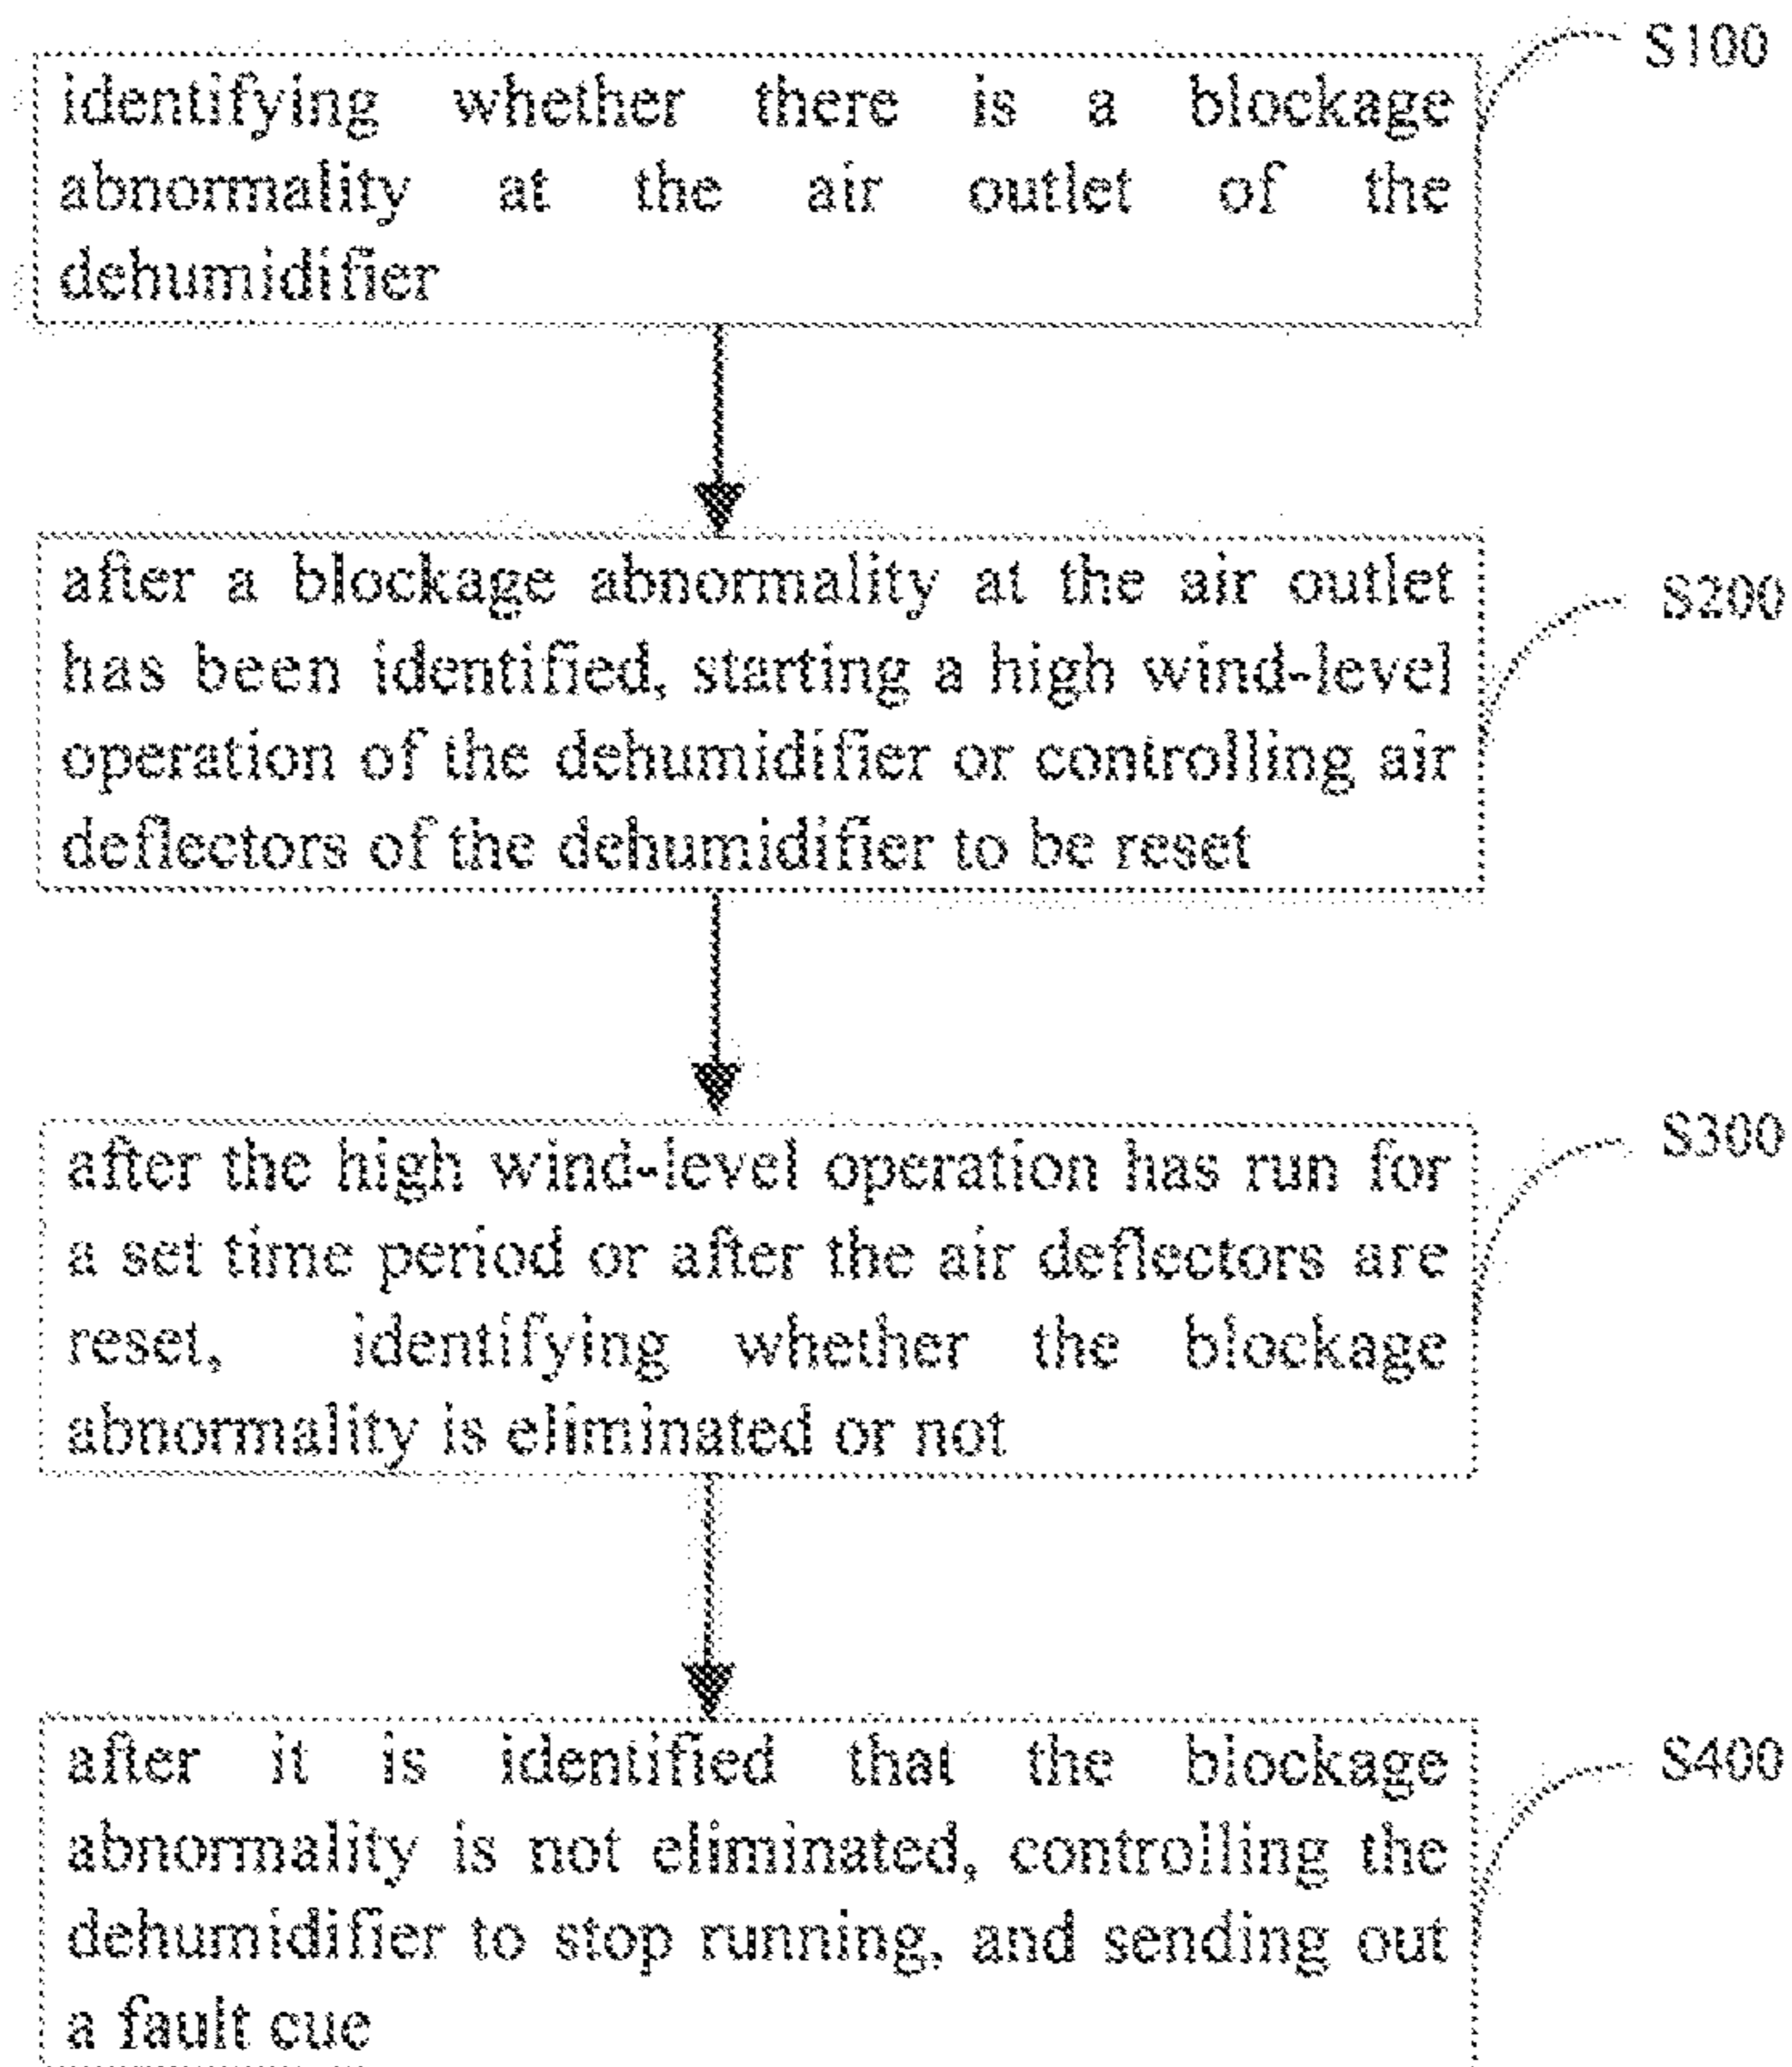 S100
identifying whether there is a blockage
abnormality at the air outlet of the
dehumidifier
after a blockage abnormality at the air outlet
has been identified, starting a high wind-level
operation of the dehumidifier or controlling air
deflectors of the dehumidifier to be reset
S200
after the high wind-level operation has run for
a set time period or after the air deflectors are
reset, identifying whether the blockage
abnormality is eliminated or not
S300
after it is identified that the blockage
abnormality is not eliminated, controlling the
dehumidifier to stop running, and sending out
a fault cue
S400